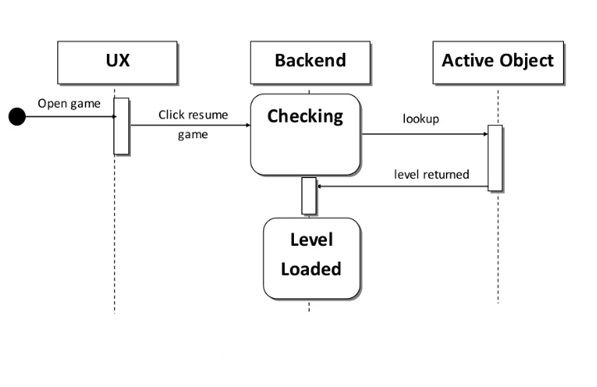 UX
Backend
Active Object
Open game
Click resume
game
Checking
lookup
level returned
Level
Loaded